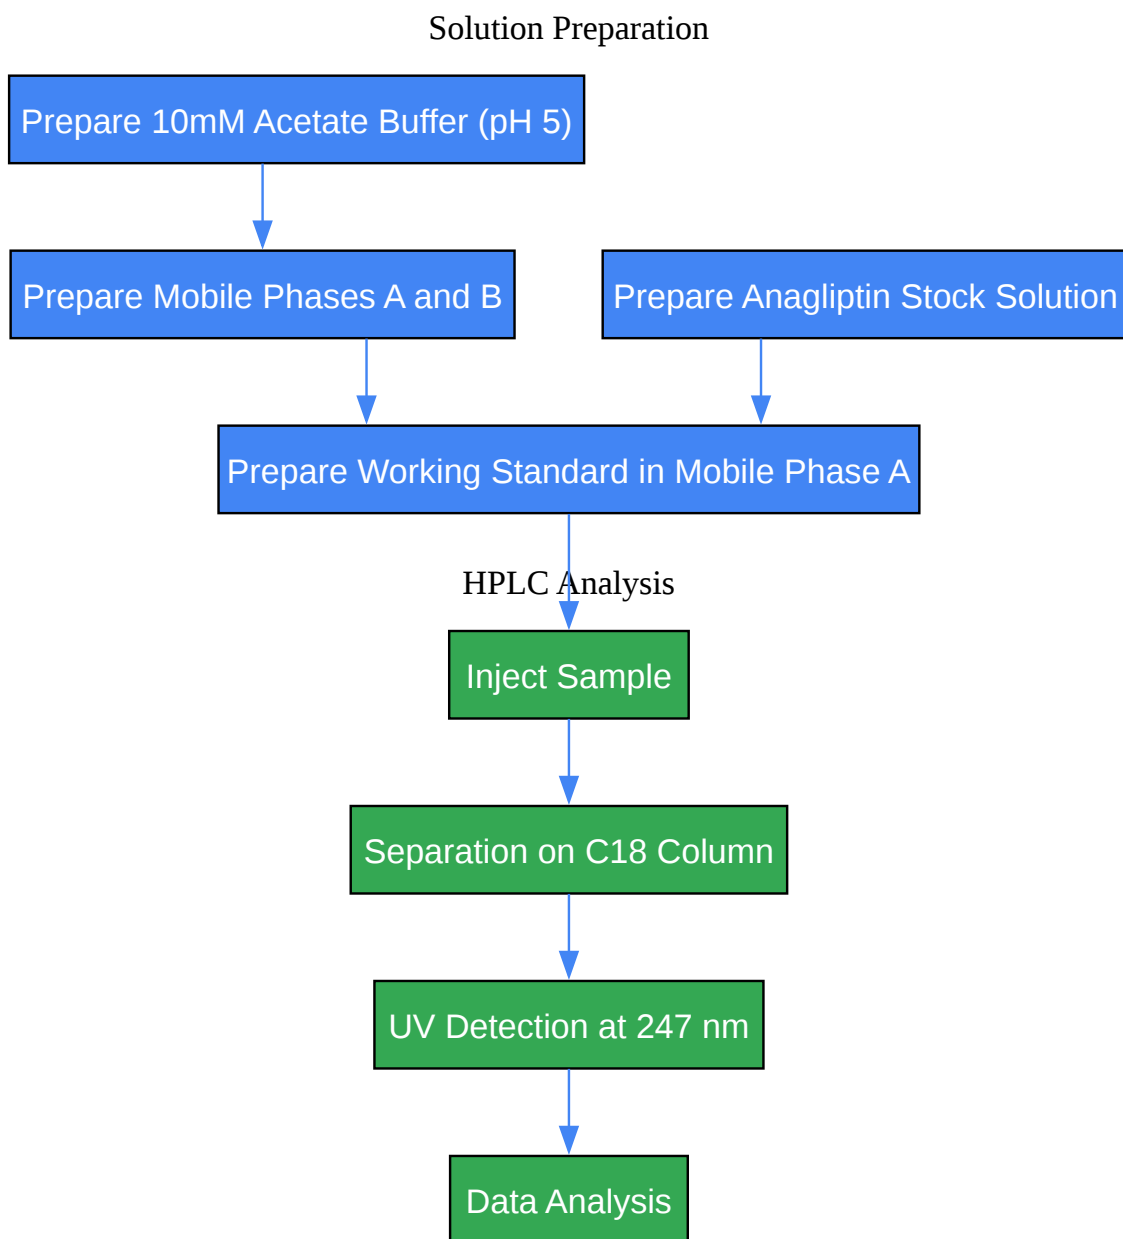 Solution Preparation
Prepare 10mM Acetate Buffer (pH 5)
Prepare Mobile Phases A and B
Prepare Anagliptin Stock Solution
Prepare Working Standard in Mobile Phase A
HPLC Analysis
Inject Sample
Separation on C18 Column
UV Detection at 247 nm
Data Analysis